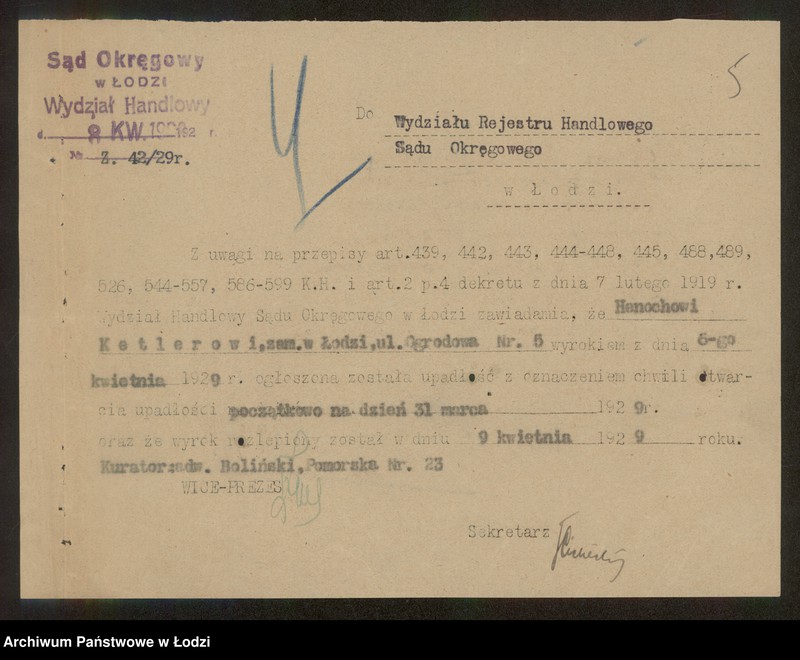 Sąd Okręgowy
w ŁODZI
Wydział Handlowy
d. 8 KW. 192 r.
№ Z. 42/29r.
5
Do Wydziału Rejestru Handlowego
Sądu Okręgowego
w Łodzi.
Z uwagi na przepisy art.439, 442, 443, 444-448, 445, 488,489,
526, 544-557, 586-599 K.H. i art.2 p.4 dekretu z dnia 7 lutego 1919 r.
Wydział Handlowy Sądu Okręgowego w Łodzi zawiadamia, że Henochowi
Ketlerowi,zam.w Łodzi,ul.Ogrodowa Nr. 5 wyrokiem z dnia 5-go
kwietnia 1929 r. ogłoszona została upadłość z oznaczeniem chwili otwar-
cia upadłości początkowo na dzień 31 marca 1929r.
oraz że wyrok rozlepiony został w dniu 9 kwietnia 1929 roku.
Kurator:adw. Boliński,Pomorska Nr. 23
WICE-PREZES
Sekretarz
Archiwum Państwowe w Łodzi